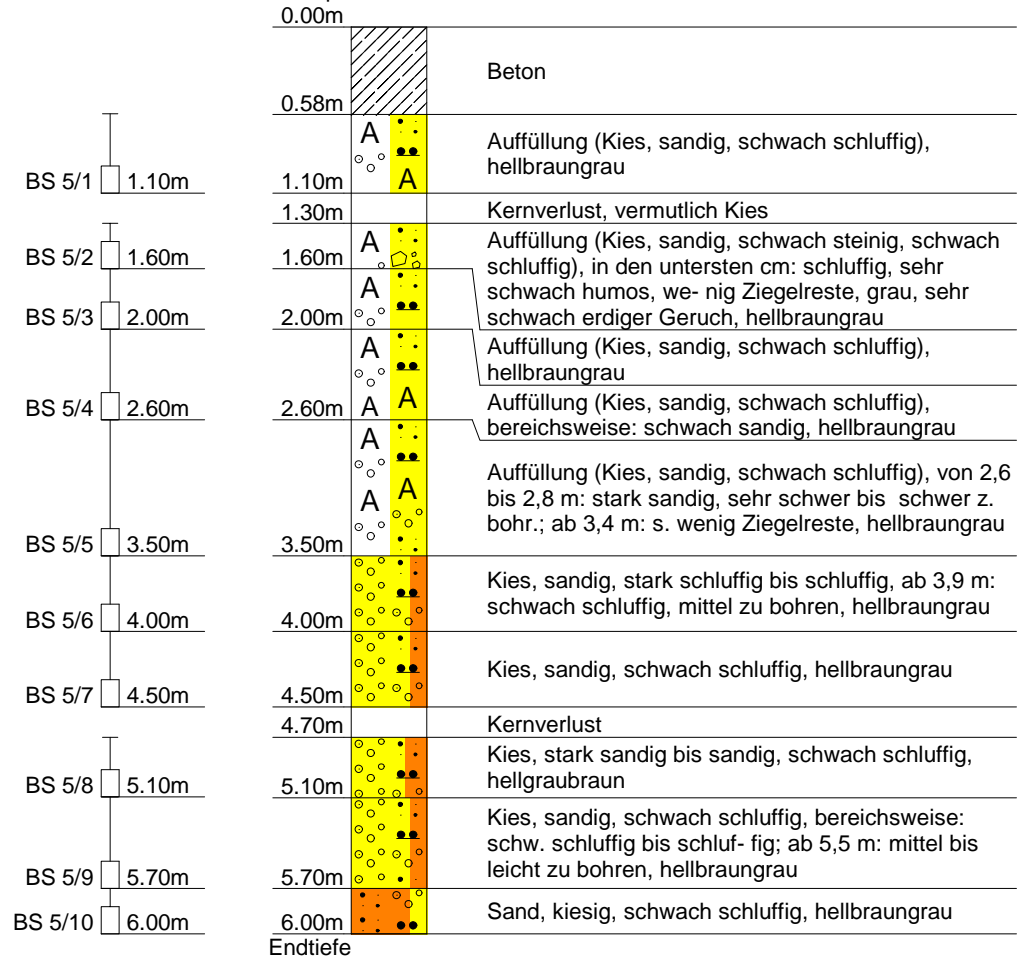 0.00m
Beton
0.58m
A
Auffüllung (Kies, sandig, schwach schluffig),
hellbraungrau
BS 5/1 1.10m
1.10m
A
1.30m
Kernverlust, vermutlich Kies
A
Auffüllung (Kies, sandig, schwach steinig, schwach
schluffig), in den untersten cm: schluffig, sehr
schwach humos, we- nig Ziegelreste, grau, sehr
schwach erdiger Geruch, hellbraungrau
BS 5/2 1.60m
1.60m
A
BS 5/3 2.00m
2.00m
Auffüllung (Kies, sandig, schwach schluffig),
hellbraungrau
A
BS 5/4 2.60m
2.60m
A A
Auffüllung (Kies, sandig, schwach schluffig),
bereichsweise: schwach sandig, hellbraungrau
A
A A
Auffüllung (Kies, sandig, schwach schluffig), von 2,6
bis 2,8 m: stark sandig, sehr schwer bis schwer z.
bohr.; ab 3,4 m: s. wenig Ziegelreste, hellbraungrau
BS 5/5 3.50m
3.50m
Kies, sandig, stark schluffig bis schluffig, ab 3,9 m:
schwach schluffig, mittel zu bohren, hellbraungrau
BS 5/6 4.00m
4.00m
Kies, sandig, schwach schluffig, hellbraungrau
BS 5/7 4.50m
4.50m
4.70m
Kernverlust
Kies, stark sandig bis sandig, schwach schluffig,
hellgraubraun
BS 5/8 5.10m
5.10m
Kies, sandig, schwach schluffig, bereichsweise:
schw. schluffig bis schluf- fig; ab 5,5 m: mittel bis
leicht zu bohren, hellbraungrau
BS 5/9 5.70m
5.70m
Sand, kiesig, schwach schluffig, hellbraungrau
BS 5/10 6.00m
6.00m
Endtiefe